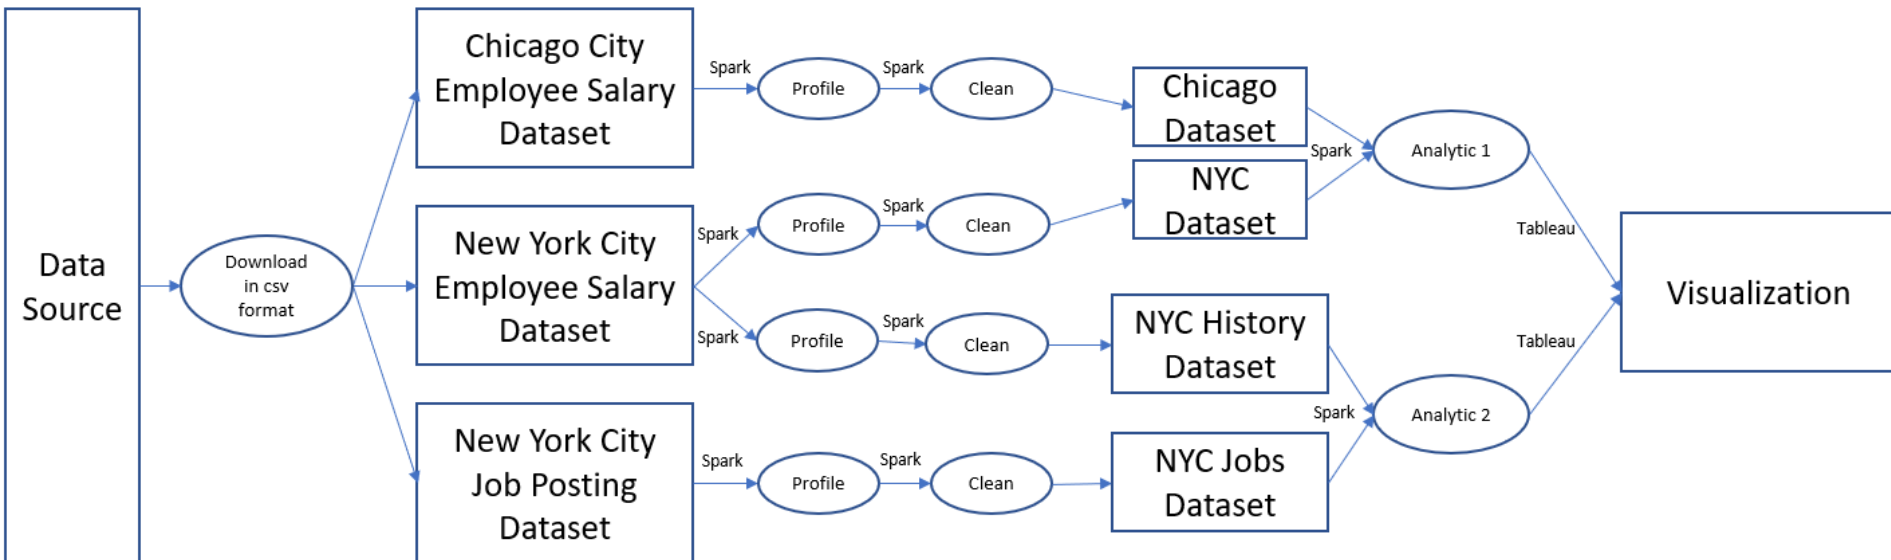 Data
Source
Download
in csv
format
Chicago City
Employee Salary
Dataset
New York City
Employee Salary
Dataset
New York City
Job Posting
Dataset
Spark
Profile
Spark
Clean
Spark
Profile
Spark
Clean
Spark
Profile
Spark
Clean
Spark
Profile
Spark
Clean
Chicago
Dataset
NYC
Dataset
NYC History
Dataset
NYC Jobs
Dataset
Spark
Analytic 1
Spark
Analytic 2
Tableau
Tableau
Visualization